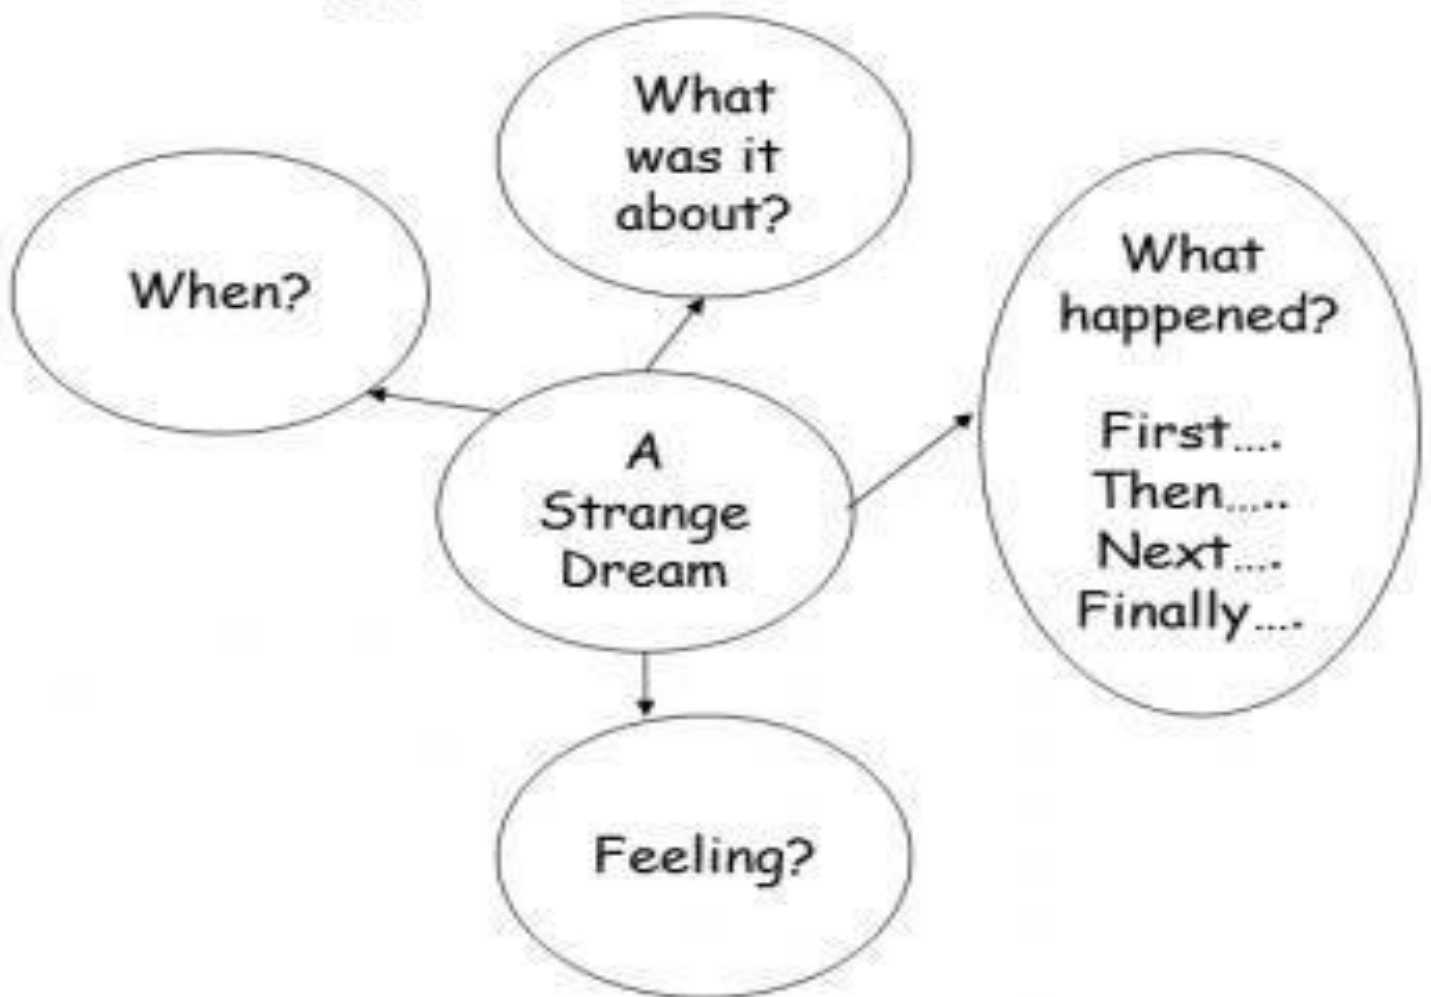 What
was it
about?
When?
What
happened?
First....
Then.....
Next....
Finally....
A
Strange
Dream
Feeling?